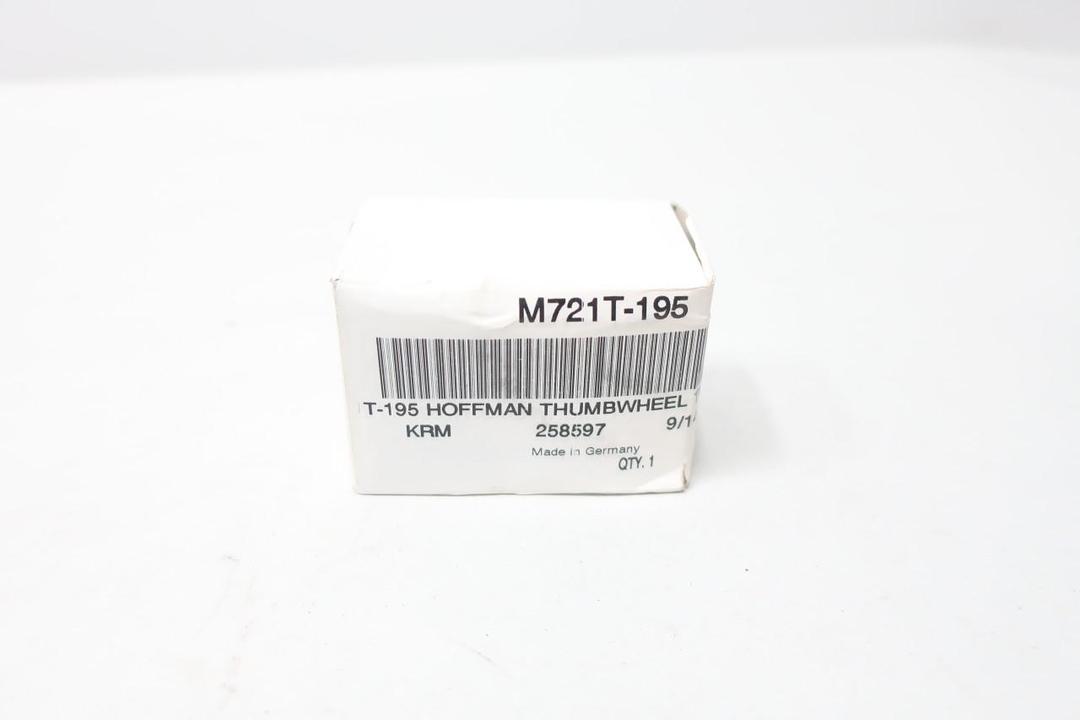 M721T-195
T-195 HOFFMAN THUMBWHEEL
KRM 258597 9/1
Made in Germany
QTY. 1